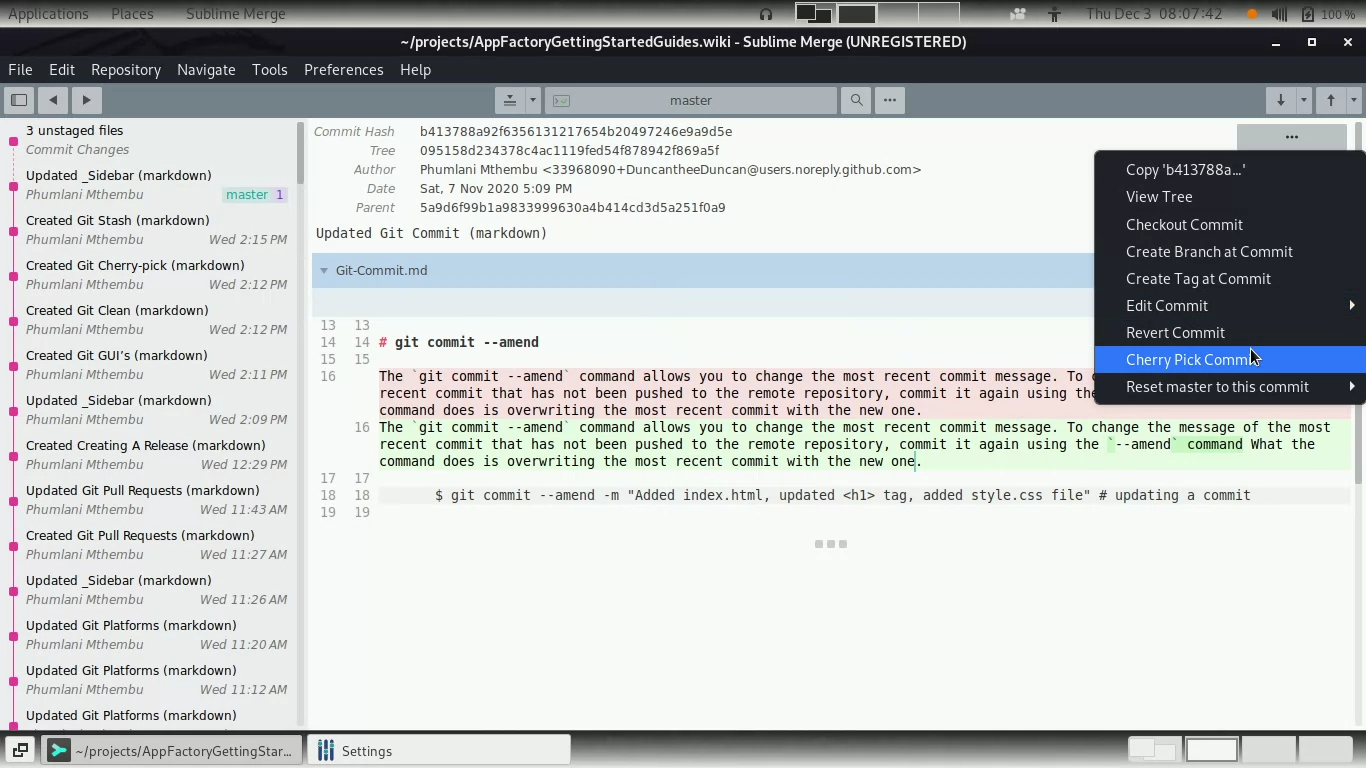 Applications Places Sublime Merge Thu Dec 3 08:07:42 100 %
~/projects/AppFactoryGettingStartedGuides.wiki - Sublime Merge (UNREGISTERED)
File Edit Repository Navigate Tools Preferences Help
master
3 unstaged files
Commit Changes
Updated _Sidebar (markdown)
Phumlani Mthembu master 1
Created Git Stash (markdown)
Phumlani Mthembu Wed 2:15 PM
Created Git Cherry-pick (markdown)
Phumlani Mthembu Wed 2:12 PM
Created Git Clean (markdown)
Phumlani Mthembu Wed 2:12 PM
Created Git GUI's (markdown)
Phumlani Mthembu Wed 2:11 PM
Updated _Sidebar (markdown)
Phumlani Mthembu Wed 2:09 PM
Created Creating A Release (markdown)
Phumlani Mthembu Wed 12:29 PM
Updated Git Pull Requests (markdown)
Phumlani Mthembu Wed 11:43 AM
Created Git Pull Requests (markdown)
Phumlani Mthembu Wed 11:27 AM
Updated _Sidebar (markdown)
Phumlani Mthembu Wed 11:26 AM
Updated Git Platforms (markdown)
Phumlani Mthembu Wed 11:20 AM
Updated Git Platforms (markdown)
Phumlani Mthembu Wed 11:12 AM
Updated Git Platforms (markdown)
Commit Hash b413788a92f6356131217654b20497246e9a9d5e
Tree 095158d234378c4ac1119fed54f878942f869a5f
Author Phumlani Mthembu <33968090+DuncantheeDuncan@users.noreply.github.com>
Date Sat, 7 Nov 2020 5:09 PM
Parent 5a9d6f99b1a9833999630a4b414cd3d5a251f0a9
Updated Git Commit (markdown)
Git-Commit.md
13 13
14 14 # git commit --amend
15 15
16 The `git commit --amend` command allows you to change the most recent commit message. To
recent commit that has not been pushed to the remote repository, commit it again using the
command does is overwriting the most recent commit with the new one.
16 The `git commit --amend` command allows you to change the most recent commit message. To change the message of the most
recent commit that has not been pushed to the remote repository, commit it again using the `--amend` command What the
command does is overwriting the most recent commit with the new one.
17 17
18 18 $ git commit --amend -m "Added index.html, updated <h1> tag, added style.css file" # updating a commit
19 19
Copy 'b413788a...'
View Tree
Checkout Commit
Create Branch at Commit
Create Tag at Commit
Edit Commit
Revert Commit
Cherry Pick Commit
Reset master to this commit
~/projects/AppFactoryGettingStar... Settings